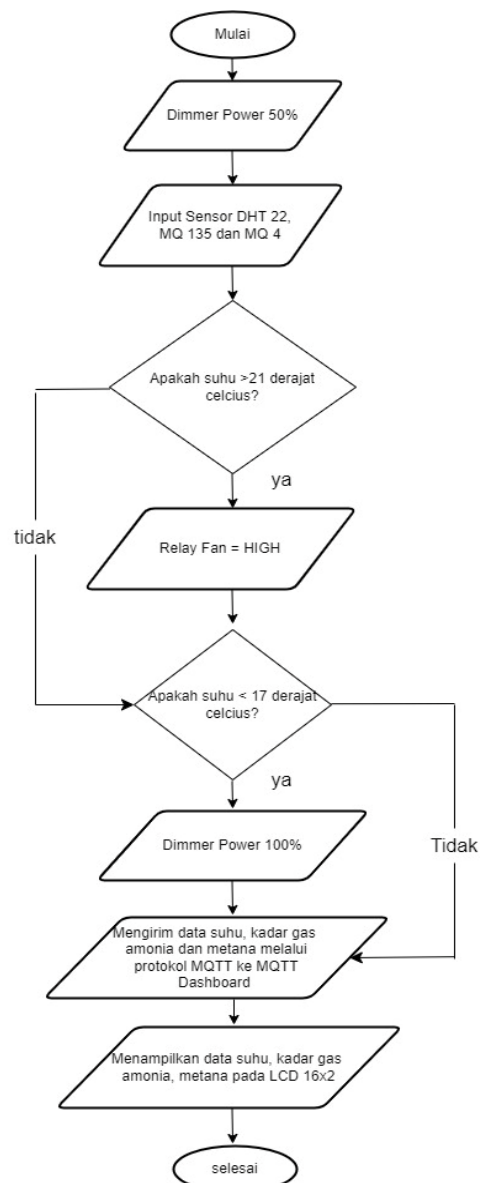 Mulai
Dimmer Power 50%
Input Sensor DHT 22,
MQ 135 dan MQ 4
Apakah suhu >21 derajat
celcius?
ya
tidak
Relay Fan = HIGH
Apakah suhu < 17 derajat
celcius?
ya
Dimmer Power 100%
Tidak
Mengirim data suhu, kadar gas
amonia dan metana melalui
protokol MQTT ke MQTT
Dashboard
Menampilkan data suhu, kadar gas
amonia, metana pada LCD 16x2
selesai